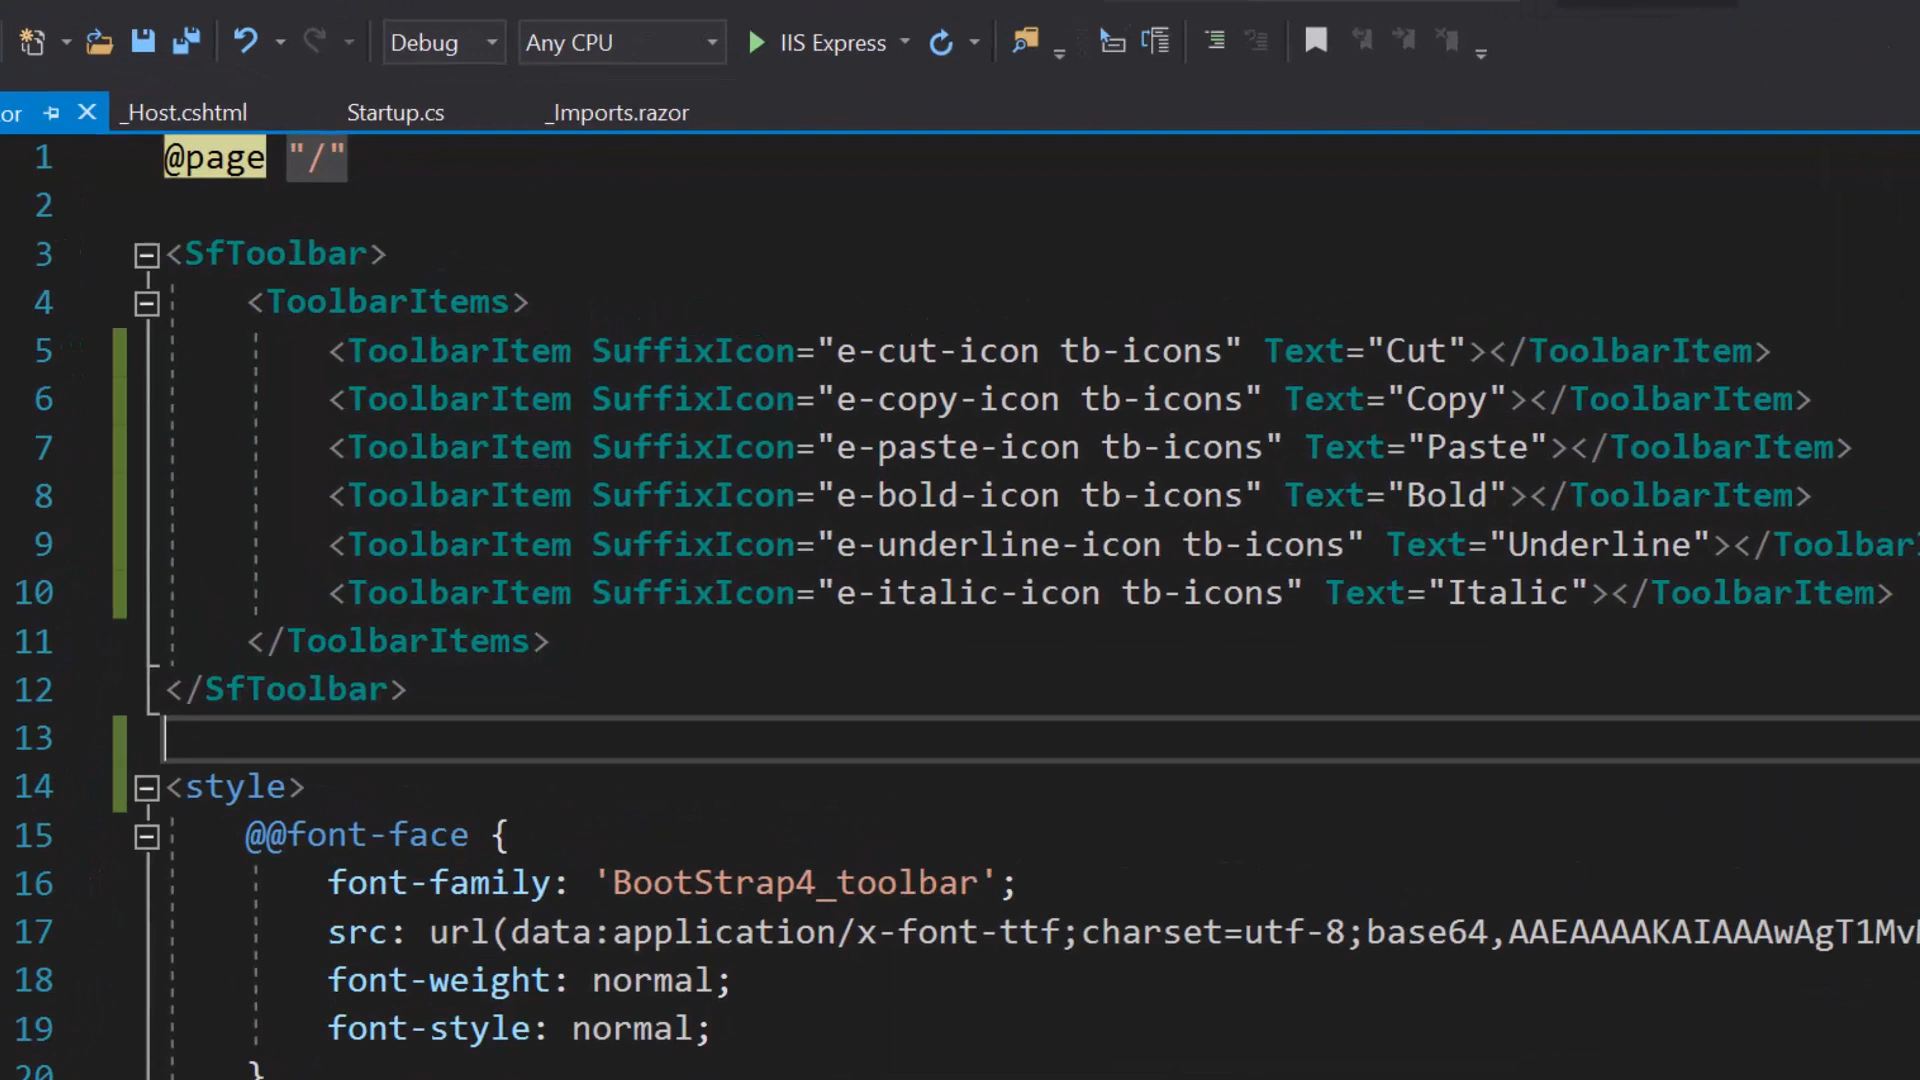 Debug Any CPU IIS Express
or _Host.cshtml Startup.cs _Imports.razor
1 @page "/"
2
3 <SfToolbar>
4 <ToolbarItems>
5 <ToolbarItem SuffixIcon="e-cut-icon tb-icons" Text="Cut"></ToolbarItem>
6 <ToolbarItem SuffixIcon="e-copy-icon tb-icons" Text="Copy"></ToolbarItem>
7 <ToolbarItem SuffixIcon="e-paste-icon tb-icons" Text="Paste"></ToolbarItem>
8 <ToolbarItem SuffixIcon="e-bold-icon tb-icons" Text="Bold"></ToolbarItem>
9 <ToolbarItem SuffixIcon="e-underline-icon tb-icons" Text="Underline"></ToolbarI
10 <ToolbarItem SuffixIcon="e-italic-icon tb-icons" Text="Italic"></ToolbarItem>
11 </ToolbarItems>
12 </SfToolbar>
13
14 <style>
15 @@font-face {
16 font-family: 'BootStrap4_toolbar';
17 src: url(data:application/x-font-ttf;charset=utf-8;base64,AAEAAAAKAIAAAwAgT1Mv
18 font-weight: normal;
19 font-style: normal;
20 }